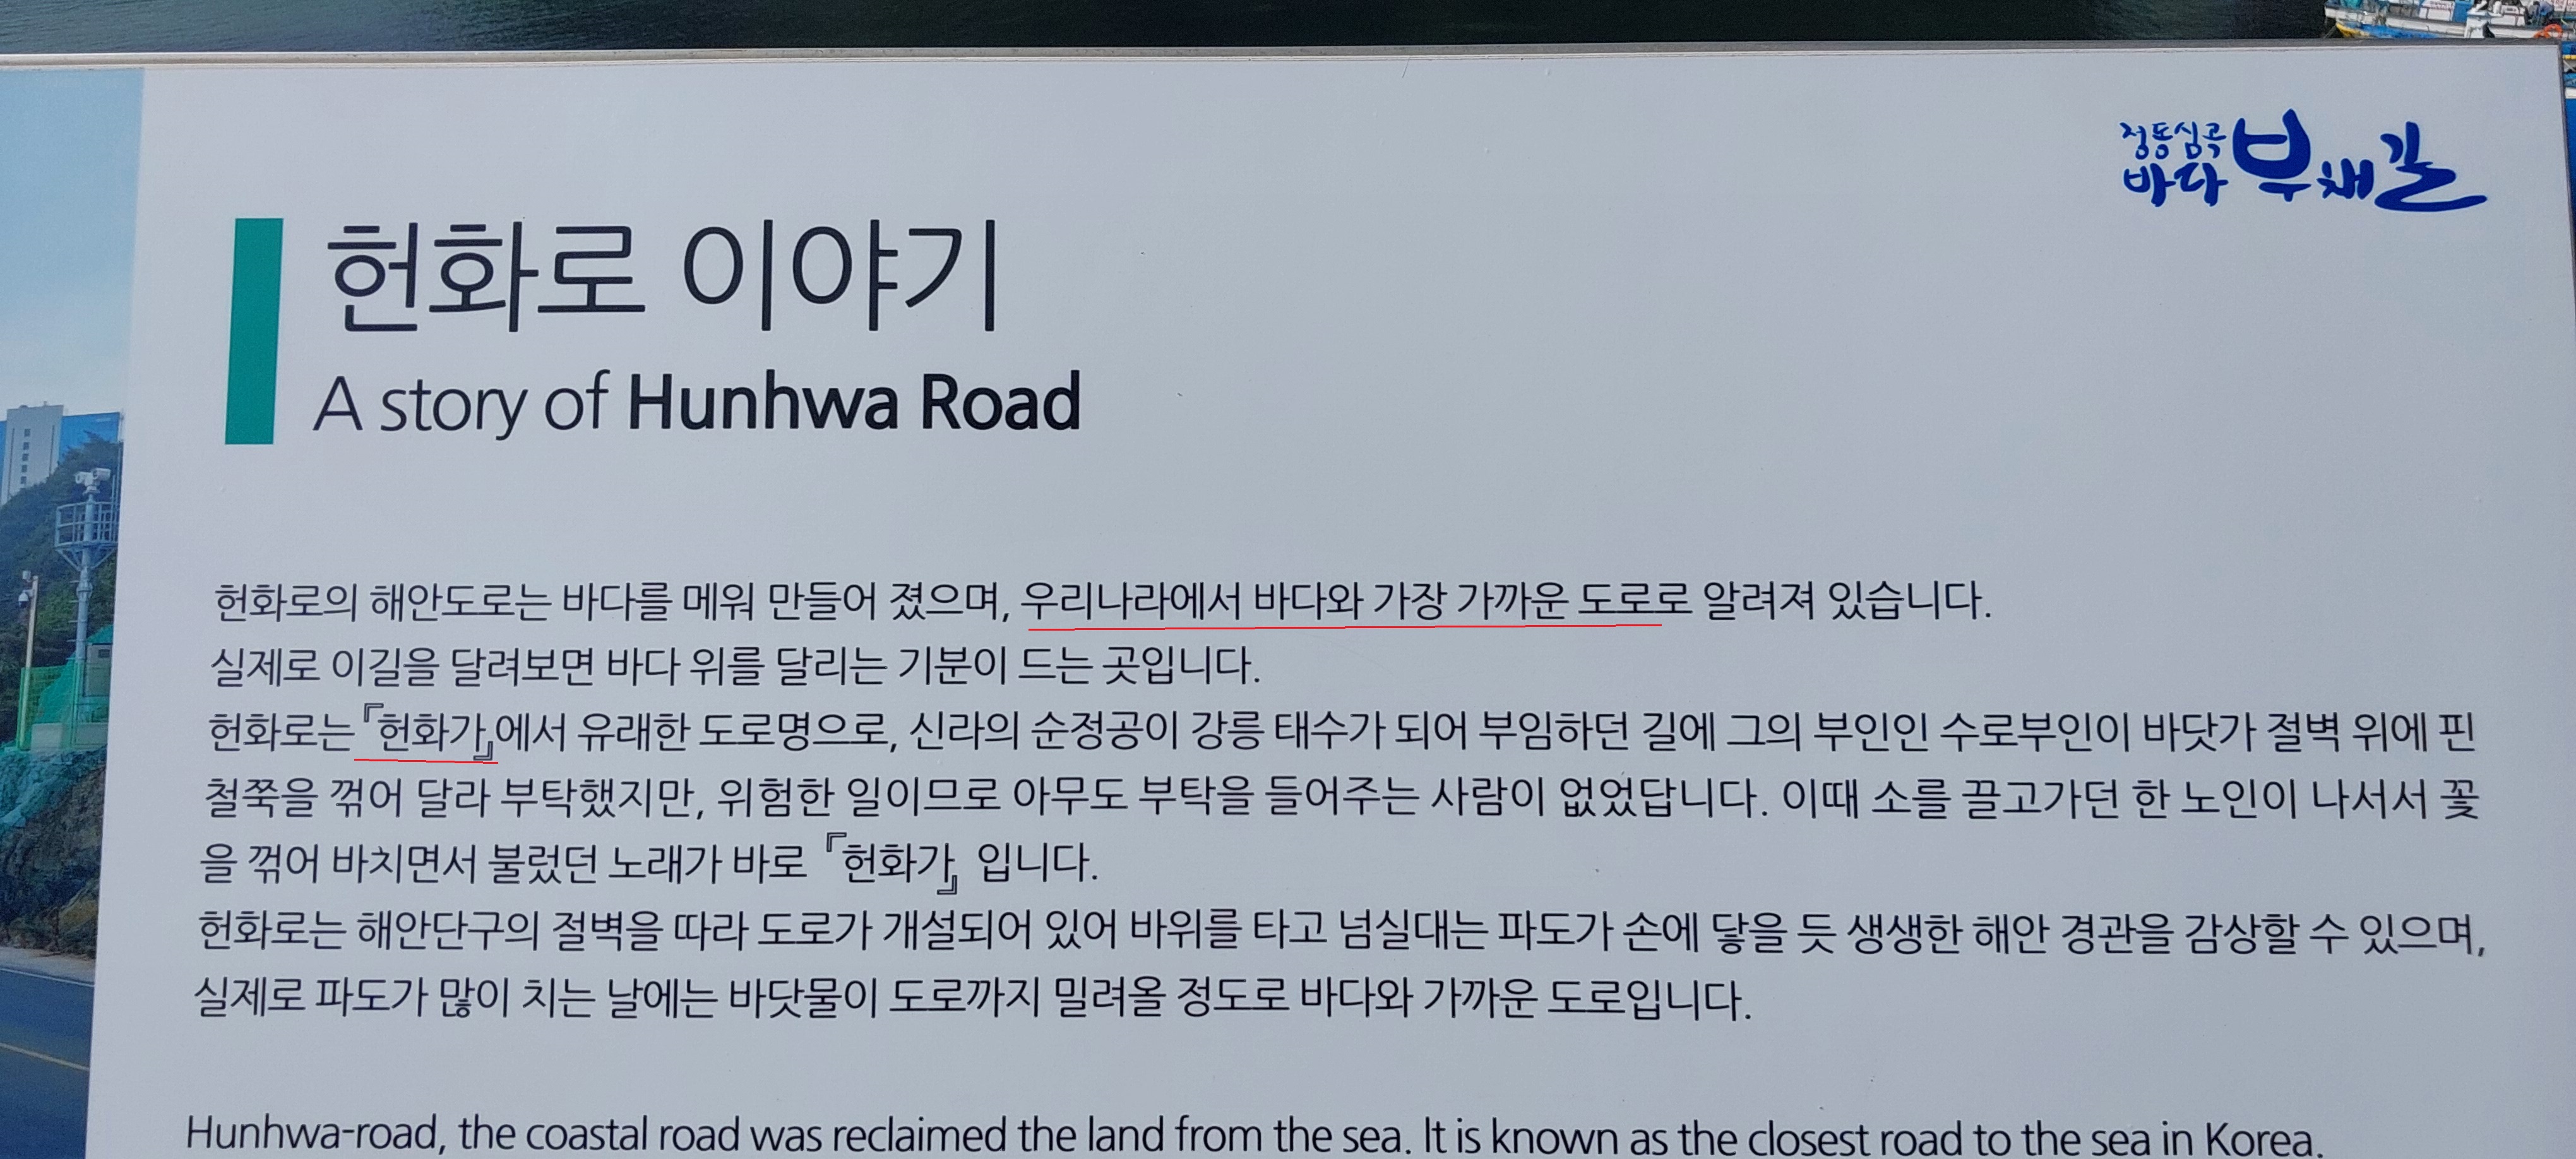 정동심곡
바다 부채길
헌화로 이야기
A story of Hunhwa Road
헌화로의 해안도로는 바다를 메워 만들어 졌으며, 우리나라에서 바다와 가장 가까운 도로로 알려져 있습니다.
실제로 이길을 달려보면 바다 위를 달리는 기분이 드는 곳입니다.
헌화로는『헌화가』에서 유래한 도로명으로, 신라의 순정공이 강릉 태수가 되어 부임하던 길에 그의 부인인 수로부인이 바닷가 절벽 위에 핀
철쭉을 꺾어 달라 부탁했지만, 위험한 일이므로 아무도 부탁을 들어주는 사람이 없었답니다. 이때 소를 끌고가던 한 노인이 나서서 꽃
을 꺾어 바치면서 불렀던 노래가 바로 『헌화가』 입니다.
헌화로는 해안단구의 절벽을 따라 도로가 개설되어 있어 바위를 타고 넘실대는 파도가 손에 닿을 듯 생생한 해안 경관을 감상할 수 있으며,
실제로 파도가 많이 치는 날에는 바닷물이 도로까지 밀려올 정도로 바다와 가까운 도로입니다.
Hunhwa-road, the coastal road was reclaimed the land from the sea. It is known as the closest road to the sea in Korea.